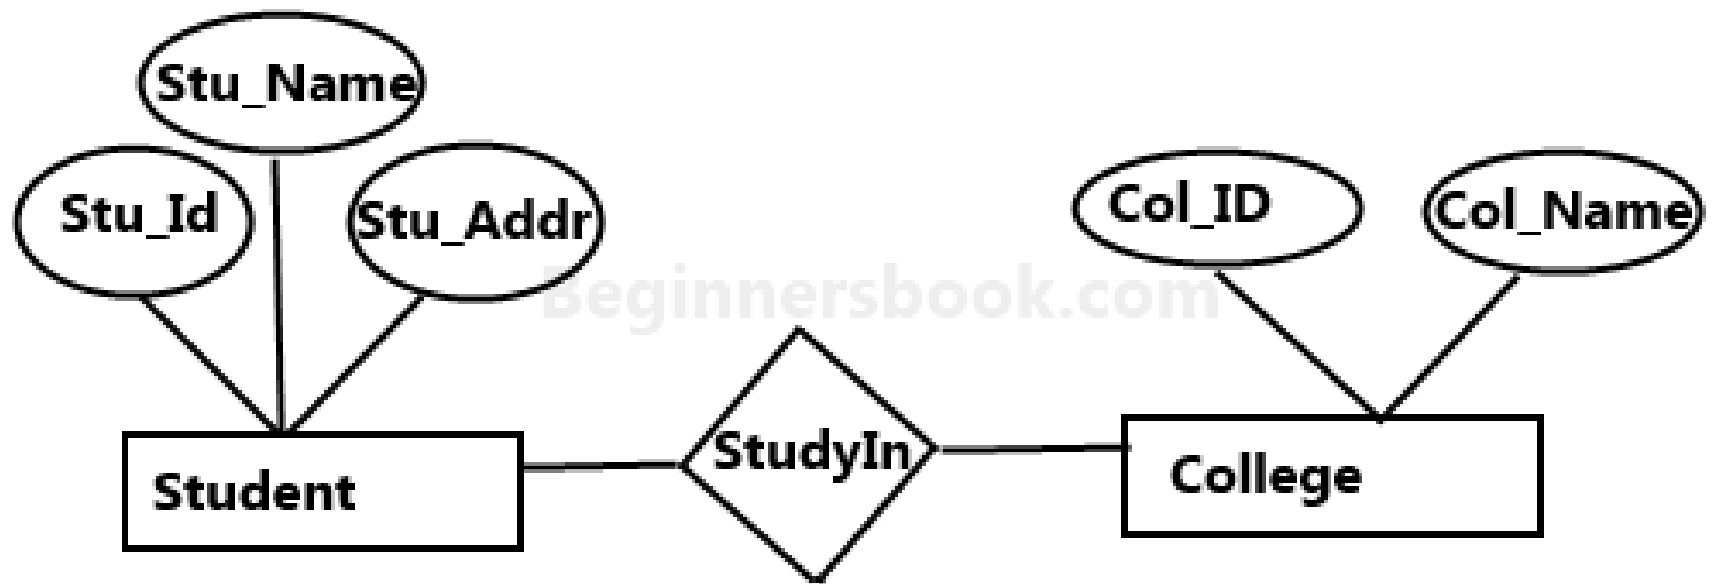 Stu_Name
Stu_Id
Stu_Addr
Col_ID
Col_Name
Beginnersbook.com
StudyIn
Student
College